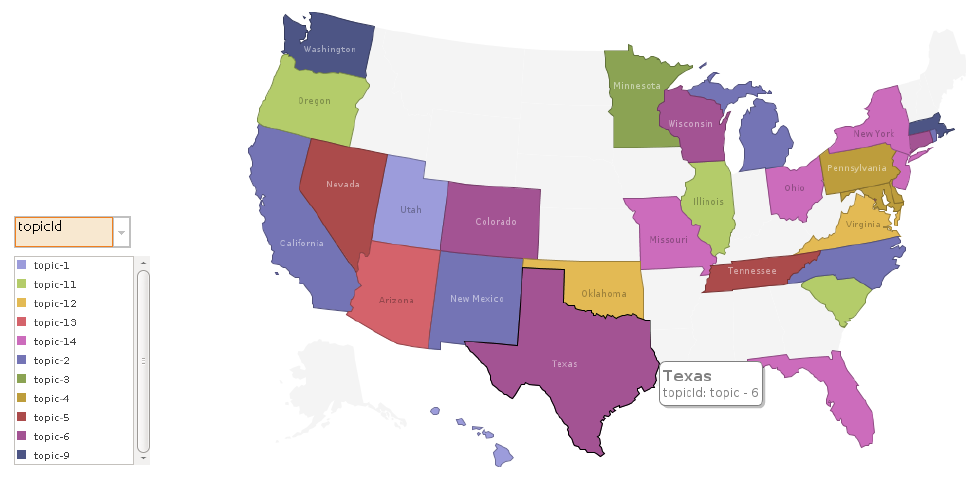 Washington
Oregon
Minnesota
Wisconsin
New York
Pennsylvania
Nevada
Utah
Colorado
Illinois
Ohio
California
Missouri
Virginia
Tennessee
Arizona
New Mexico
Oklahoma
Texas
Texas
topicId: topic - 6
topicId
topic-1
topic-11
topic-12
topic-13
topic-14
topic-2
topic-3
topic-4
topic-5
topic-6
topic-9